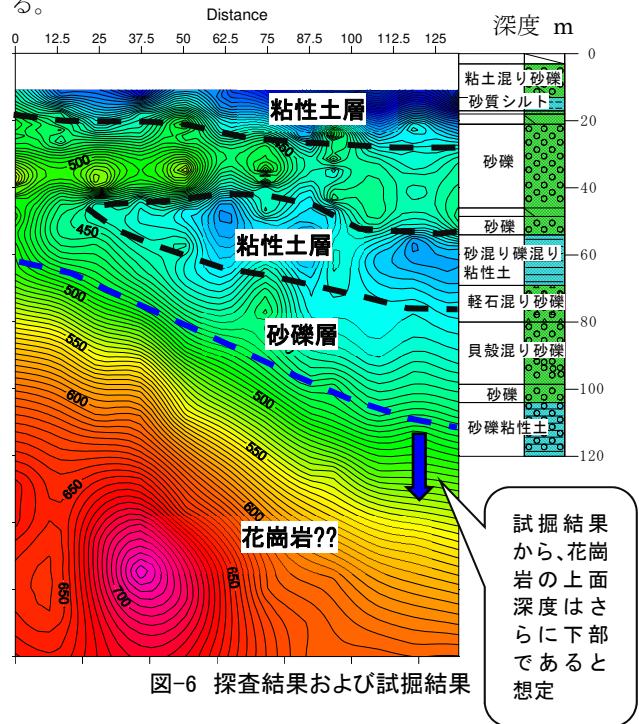 る。
Distance
深度 m
0 12.5 25 37.5 50 62.5 75 87.5 100 112.5 125
0
粘土混り砂礫
砂質シルト
20
砂礫
40
砂礫
砂混り礫混り
粘性土
60
軽石混り砂礫
80
貝殻混り砂礫
100
砂礫
砂礫粘性土
120
粘性土層
450
500
粘性土層
450
500
砂礫層
550
500
600
550
600
650
花崗岩??
650
700
650
試掘結果
から、花崗
岩の上面
深度はさ
らに下部
であると
想定
図-6 探査結果および試掘結果